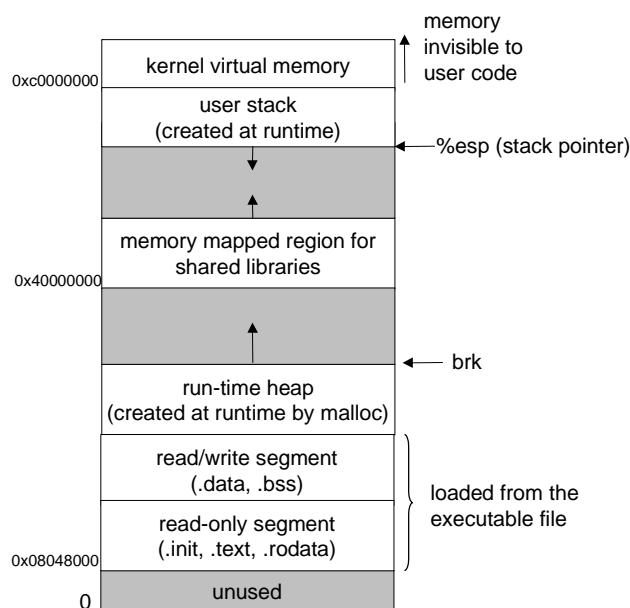 memory
invisible to
user code
kernel virtual memory
0xc0000000
user stack
(created at runtime)
%esp (stack pointer)
memory mapped region for
shared libraries
0x40000000
brk
run-time heap
(created at runtime by malloc)
read/write segment
(.data, .bss)
loaded from the
executable file
read-only segment
(.init, .text, .rodata)
0x08048000
unused
0